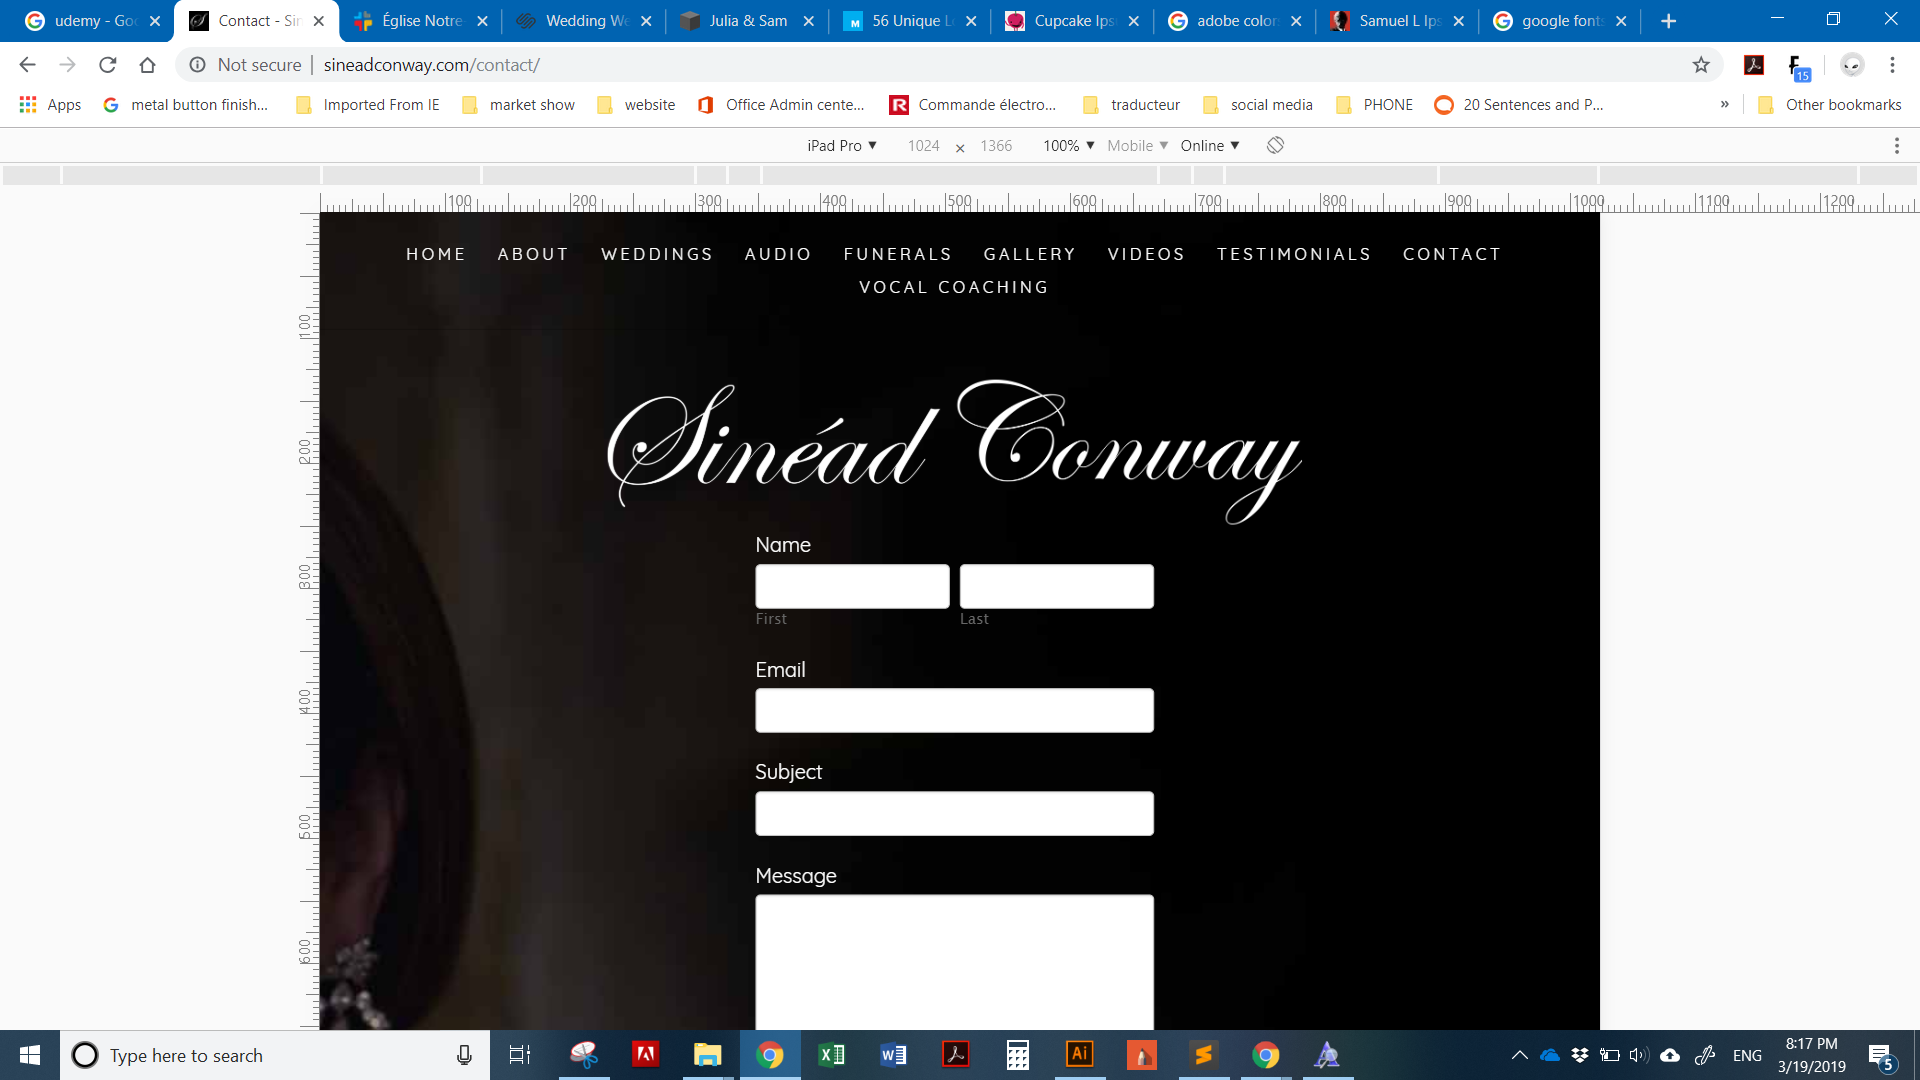 udemy - Goo
Contact - Sin
Église Notre-
Wedding We
Julia & Sam
56 Unique Lo
Cupcake Ips
adobe color
Samuel L Ips
google fonts
Not secure
sineadconway.com/contact/
15
Apps
metal button finish...
Imported From IE
market show
website
Office Admin cente...
Commande électro...
traducteur
social media
PHONE
20 Sentences and P...
»
Other bookmarks
iPad Pro ▼
1024 × 1366
100% ▼
Mobile ▼
Online ▼
100 200 300 400 500 600 700 800 900 1000 1100 1200
HOME ABOUT WEDDINGS AUDIO FUNERALS GALLERY VIDEOS TESTIMONIALS CONTACT
VOCAL COACHING
100
200
300
400
500
600
Sinéad Conway
Name
First Last
Email
Subject
Message
Type here to search
Ai
ENG
8:17 PM
3/19/2019
5